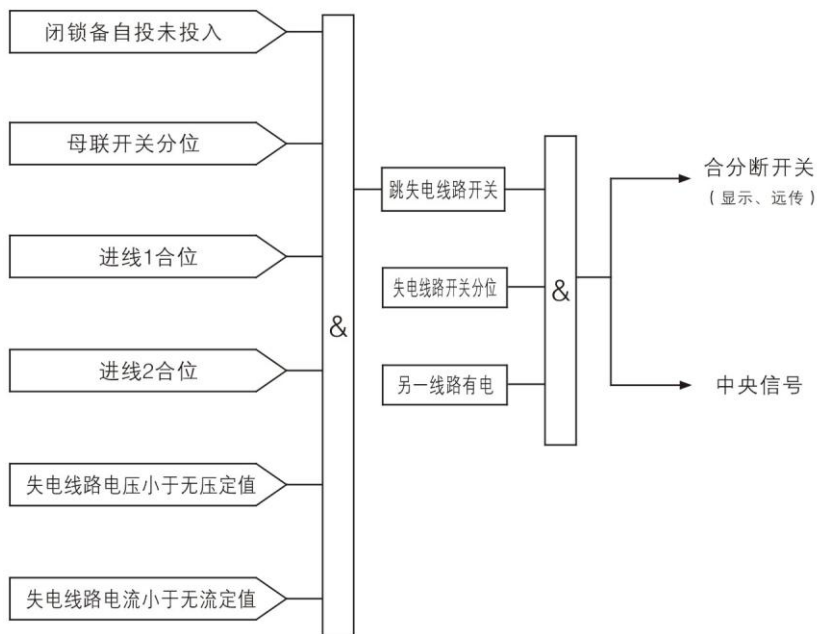 闭锁备自投未投入
母联开关分位
进线1合位
进线2合位
失电线路电压小于无压定值
失电线路电流小于无流定值
&
跳失电线路开关
失电线路开关分位
另一线路有电
&
合分断开关
(显示、远传)
中央信号